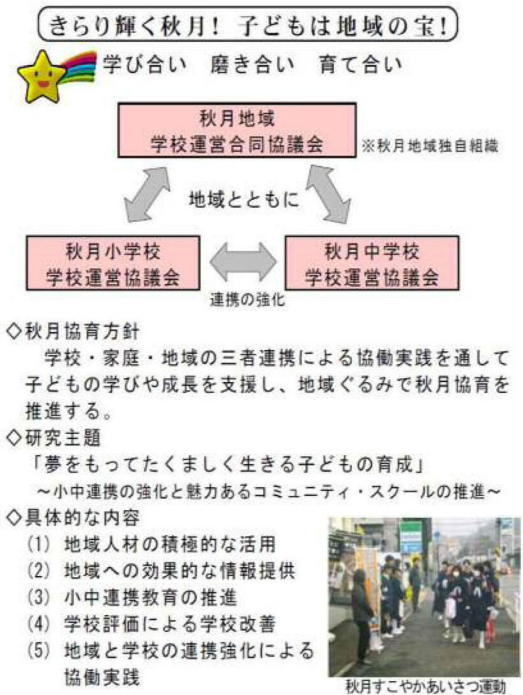 きらり輝く秋月！子どもは地域の宝！
学び合い　磨き合い　育て合い
秋月地域
学校運営合同協議会
※秋月地域独自組織
地域とともに
秋月小学校
学校運営協議会
秋月中学校
学校運営協議会
連携の強化
◇秋月協育方針
学校・家庭・地域の三者連携による協働実践を通して
子どもの学びや成長を支援し、地域ぐるみで秋月協育を
推進する。
◇研究主題
「夢をもってたくましく生きる子どもの育成」
～小中連携の強化と魅力あるコミュニティ・スクールの推進～
◇具体的な内容
(1) 地域人材の積極的な活用
(2) 地域への効果的な情報提供
(3) 小中連携教育の推進
(4) 学校評価による学校改善
(5) 地域と学校の連携強化による
協働実践
秋月すこやかあいさつ運動